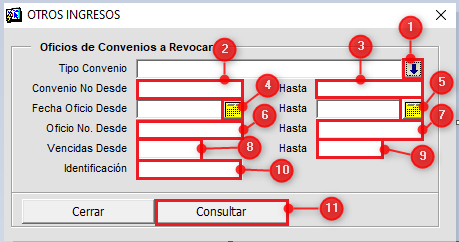 OTROS INGRESOS
Oficios de Convenios a Revocar
1
2
3
Tipo Convenio
Convenio No Desde
Hasta
4
5
Fecha Oficio Desde
Hasta
6
7
Oficio No. Desde
Hasta
Vencidas Desde
8
Hasta
9
Identificación
10
Cerrar
Consultar
11